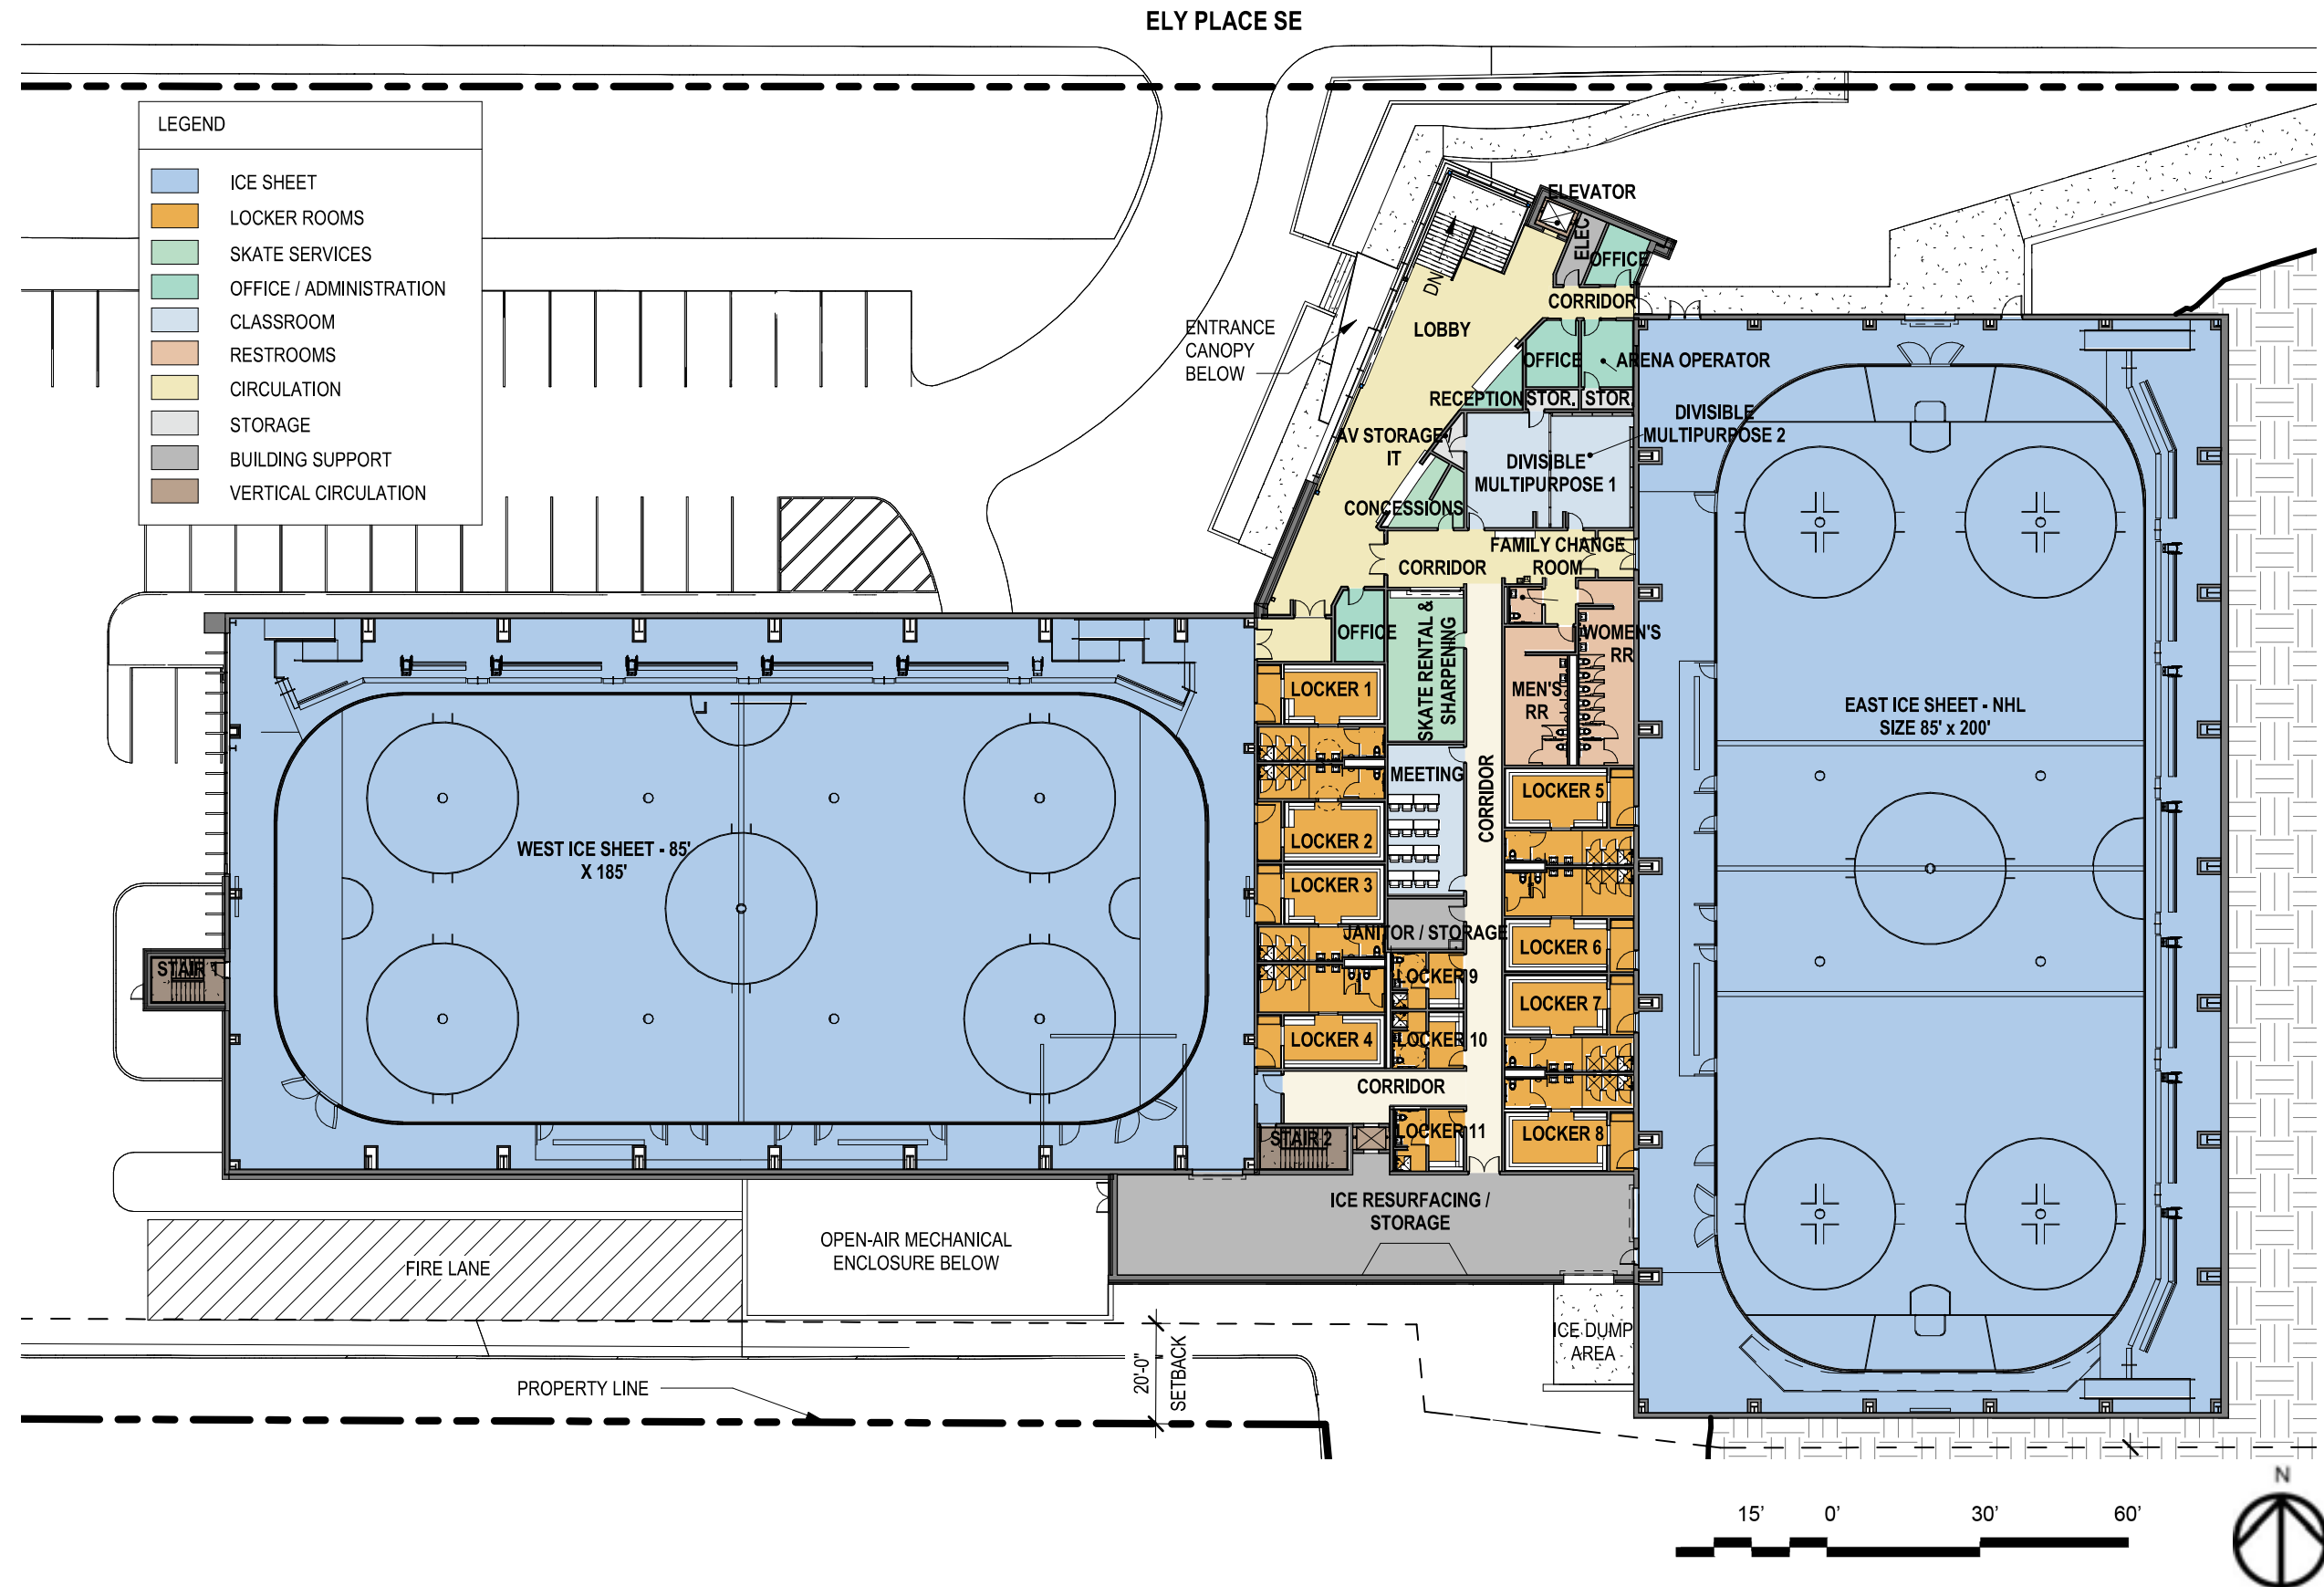 ELY PLACE SE
LEGEND
ICE SHEET
LOCKER ROOMS
SKATE SERVICES
OFFICE / ADMINISTRATION
CLASSROOM
RESTROOMS
CIRCULATION
STORAGE
BUILDING SUPPORT
VERTICAL CIRCULATION
ELEVATOR
ELEC
OFFICE
DN
CORRIDOR
LOBBY
ENTRANCE
CANOPY
BELOW
OFFICE
ARENA OPERATOR
RECEPTION
STOR.
STOR.
DIVISIBLE
MULTIPURPOSE 2
AV STORAGE/
IT
DIVISIBLE
MULTIPURPOSE 1
CONCESSIONS
FAMILY CHANGE
ROOM
CORRIDOR
OFFICE
SKATE RENTAL &
SHARPENING
WOMEN'S
RR
MEN'S
RR
LOCKER 1
EAST ICE SHEET - NHL
SIZE 85' x 200'
MEETING
CORRIDOR
LOCKER 5
WEST ICE SHEET - 85'
X 185'
LOCKER 2
LOCKER 3
JANITOR / STORAGE
LOCKER 6
STAIR 1
LOCKER 9
LOCKER 7
LOCKER 4
LOCKER 10
CORRIDOR
STAIR 2
LOCKER 11
LOCKER 8
ICE RESURFACING /
STORAGE
OPEN-AIR MECHANICAL
ENCLOSURE BELOW
FIRE LANE
ICE DUMP
AREA
20'-0"
SETBACK
PROPERTY LINE
N
15'
0'
30'
60'